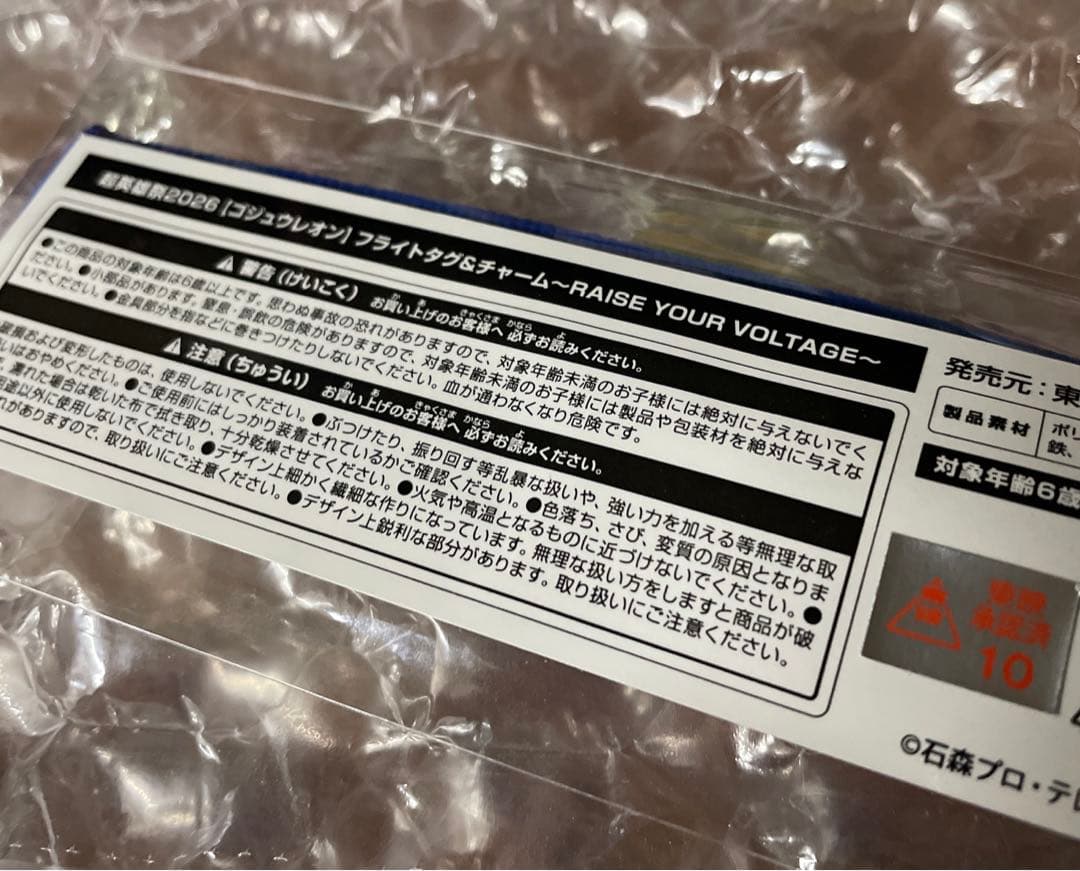 超英雄祭2026 [ゴジュウレオン] フライトタグ&チャーム～RAISE YOUR VOLTAGE～
警告 (けいこく) お買い上げのお客様へ 必ずお読みください。
●この商品の対象年齢は6歳以上です。思わぬ事故の恐れがありますので、対象年齢未満のお子様には絶対に与えないでく
ださい。●小部品があります。窒息・誤飲の危険がありますので、対象年齢未満のお子様には製品や包装材を絶対に与えな
いでください。●金具部分を指などに巻きつけたりしないでください。血が通わなくなり危険です。
注意 (ちゅうい) お買い上げのお客様へ 必ずお読みください。
破損および変形したものは、使用しないでください。●ぶつけたり、振り回す等乱暴な扱いや、強い力を加える等無理な取
はおやめください。●ご使用前にはしっかり装着されているかご確認ください。●色落ち、さび、変質の原因となりま
濡れた場合は乾いた布で拭き取り、十分乾燥させてください。●火気や高温となるものに近づけないでください。●
用途以外に使用しないでください。●デザイン上細かく繊細な作りになっています。無理な扱い方をしますと商品が破
れがありますので、取り扱いにご注意ください。●デザイン上鋭利な部分があります。取り扱いにご注意ください。
発売元：東
製品素材 ポリ
鉄、
対象年齢6歳
東映
承認済
10
©石森プロ・テレ